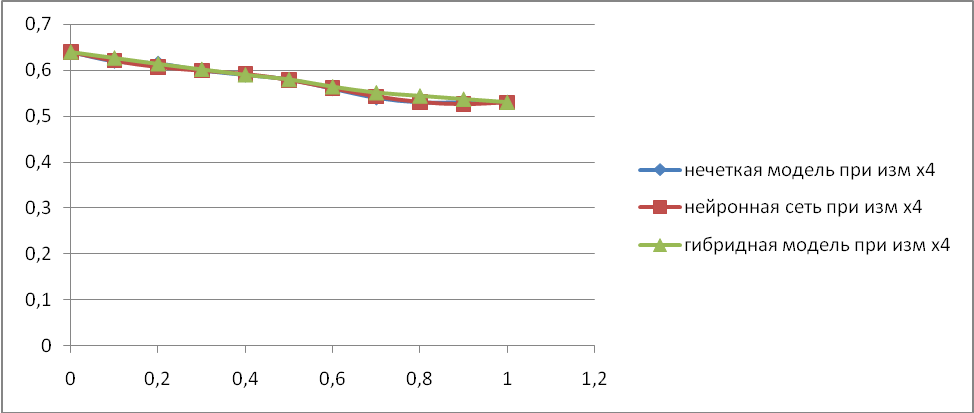 0,7
0,6
0,5
0,4
0,3
0,2
0,1
0
0 0,2 0,4 0,6 0,8 1 1,2
нечеткая модель при изм x4
нейронная сеть при изм x4
гибридная модель при изм x4